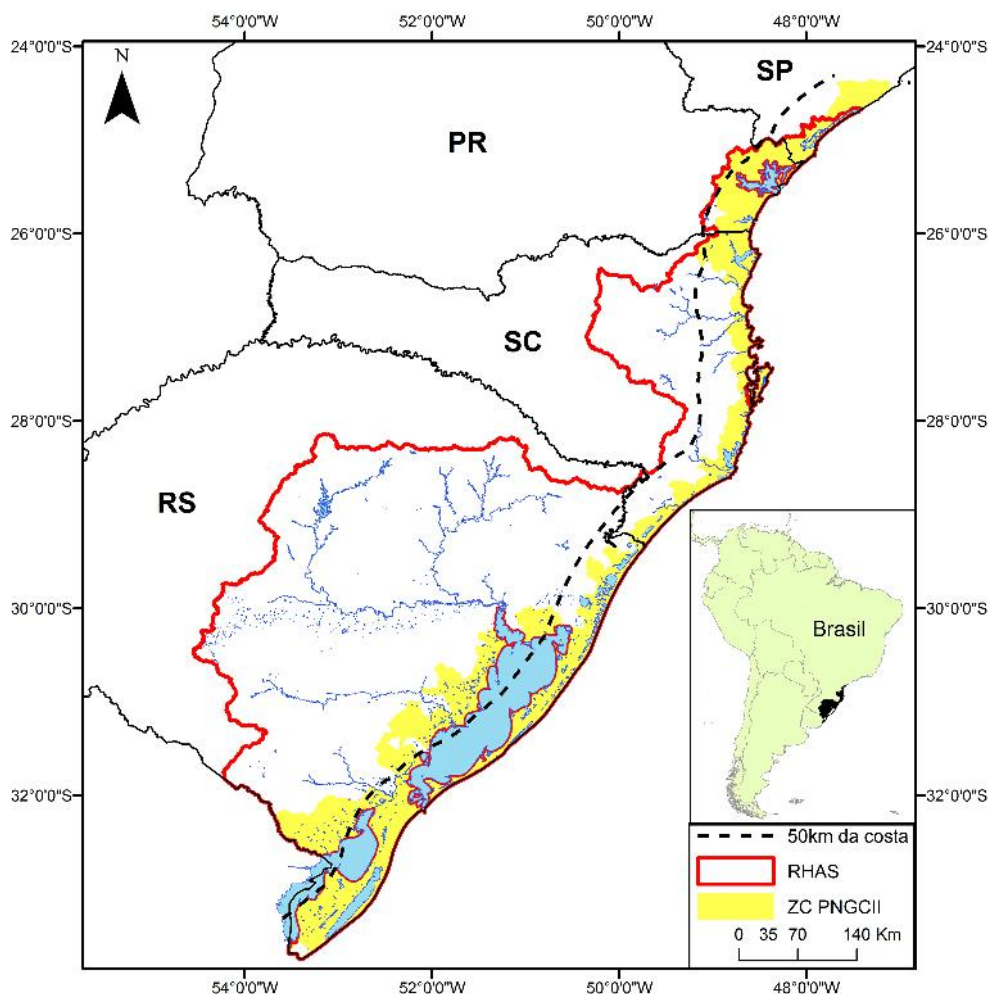 54°0'0"W 52°0'0"W 50°0'0"W 48°0'0"W
24°0'0"S 24°0'0"S
N
SP
PR
26°0'0"S 26°0'0"S
SC
28°0'0"S 28°0'0"S
RS
30°0'0"S 30°0'0"S
Brasil
32°0'0"S 32°0'0"S
50km da costa
RHAS
ZC PNGCII
0 35 70 140 Km
54°0'0"W 52°0'0"W 50°0'0"W 48°0'0"W